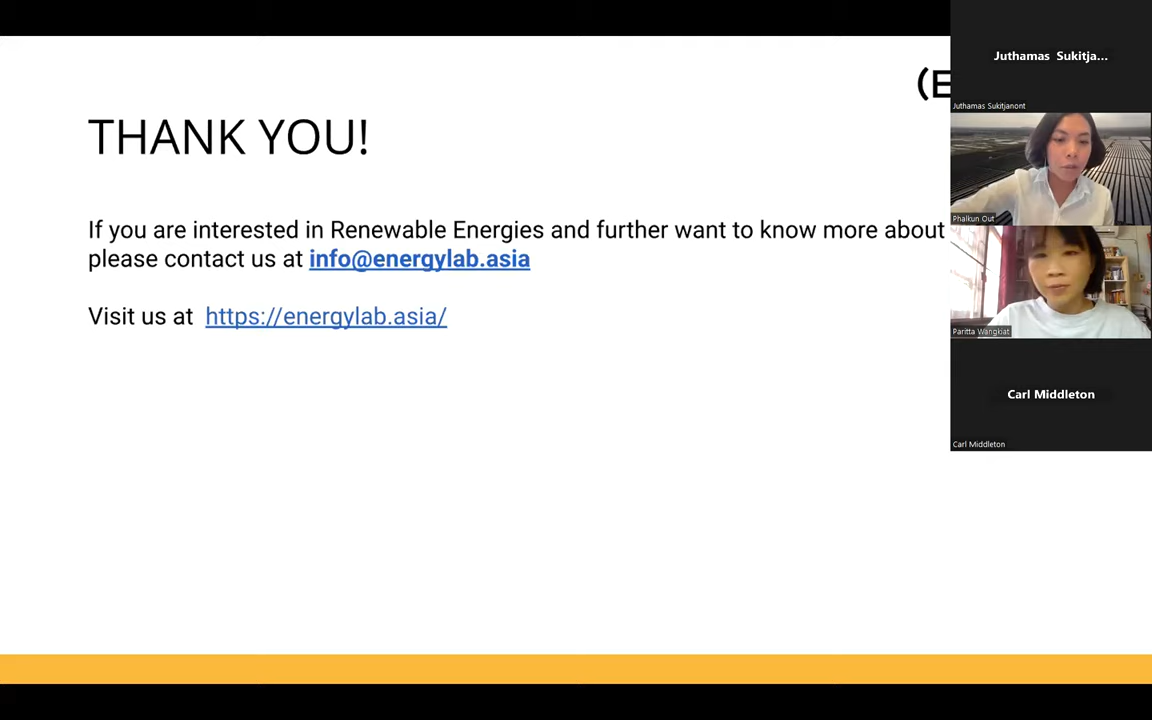 (E
THANK YOU!
If you are interested in Renewable Energies and further want to know more about
please contact us at info@energylab.asia
Visit us at https://energylab.asia/
Juthamas Sukitja...
Juthamas Sukitjanont
Phalkun Out
Paritta Wangkiat
Carl Middleton
Carl Middleton